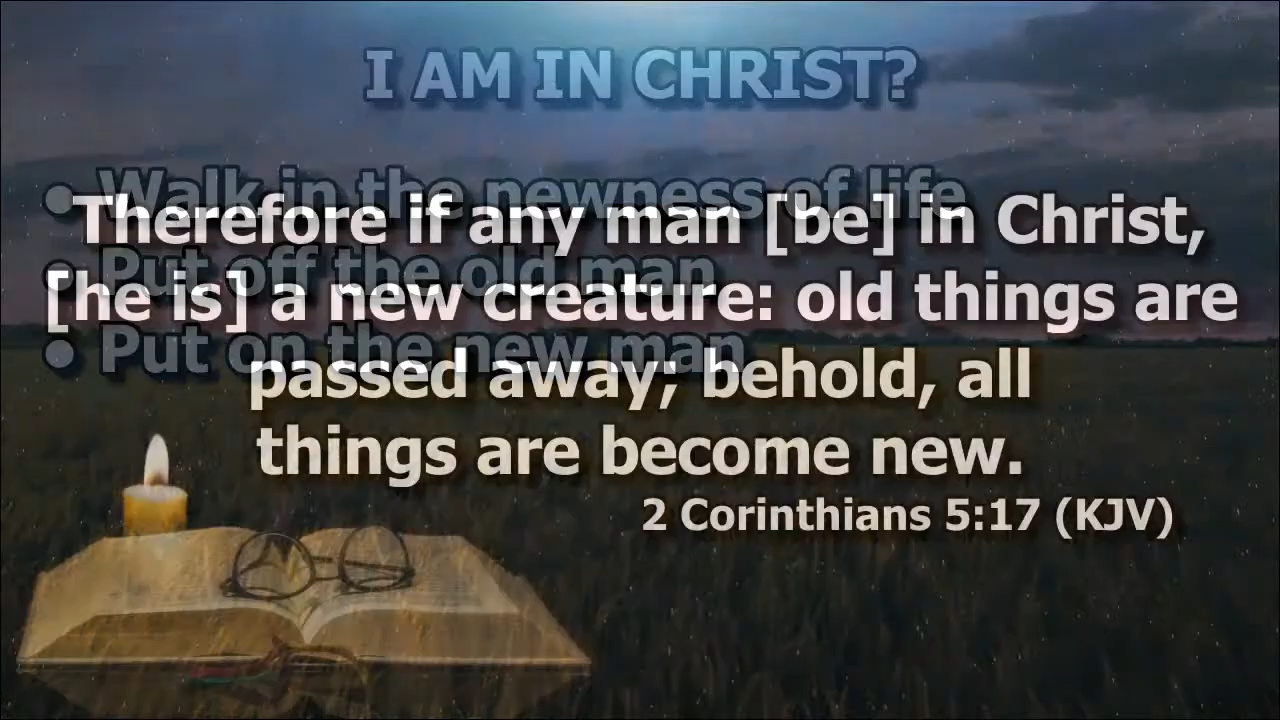 I AM IN CHRIST?
• Walk in the newness of life
• Put off the old man
• Put on the new man
Therefore if any man [be] in Christ,
[he is] a new creature: old things are
passed away; behold, all
things are become new.
2 Corinthians 5:17 (KJV)